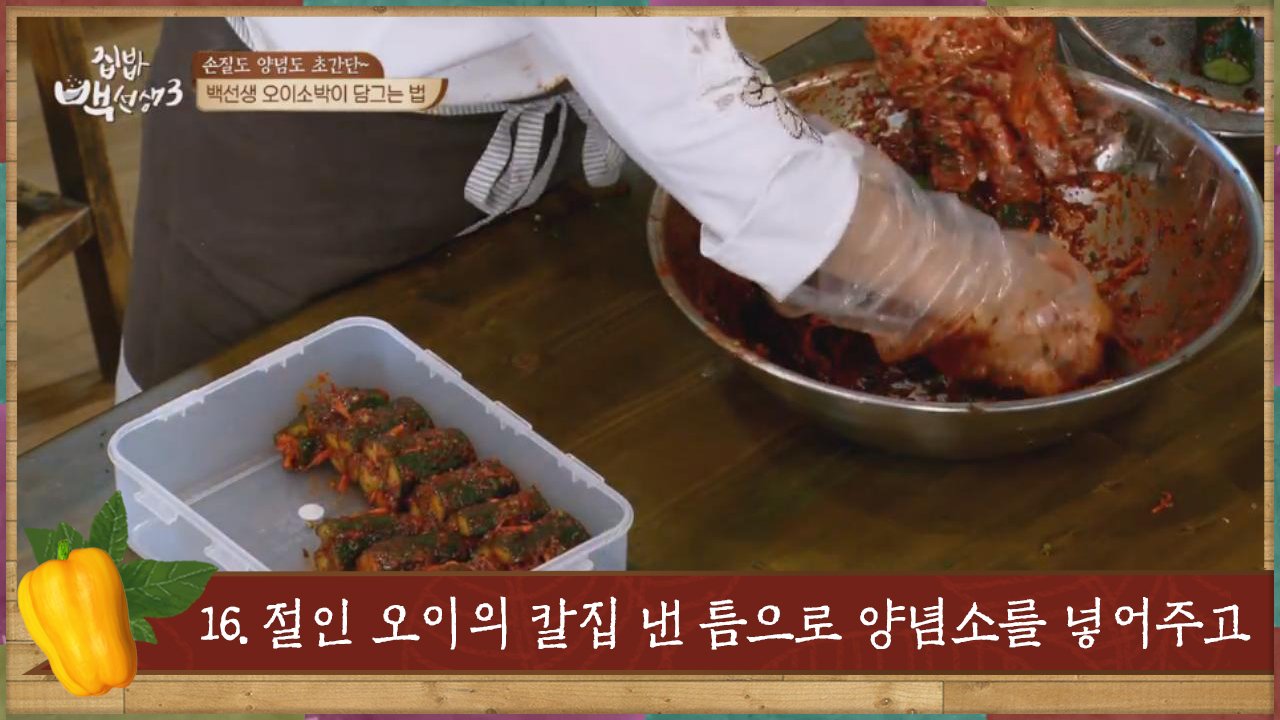 집밥
백선생3
손질도 양념도 초간단~
백선생 오이소박이 담그는 법
16. 절인 오이의 칼집 낸 틈으로 양념소를 넣어주고